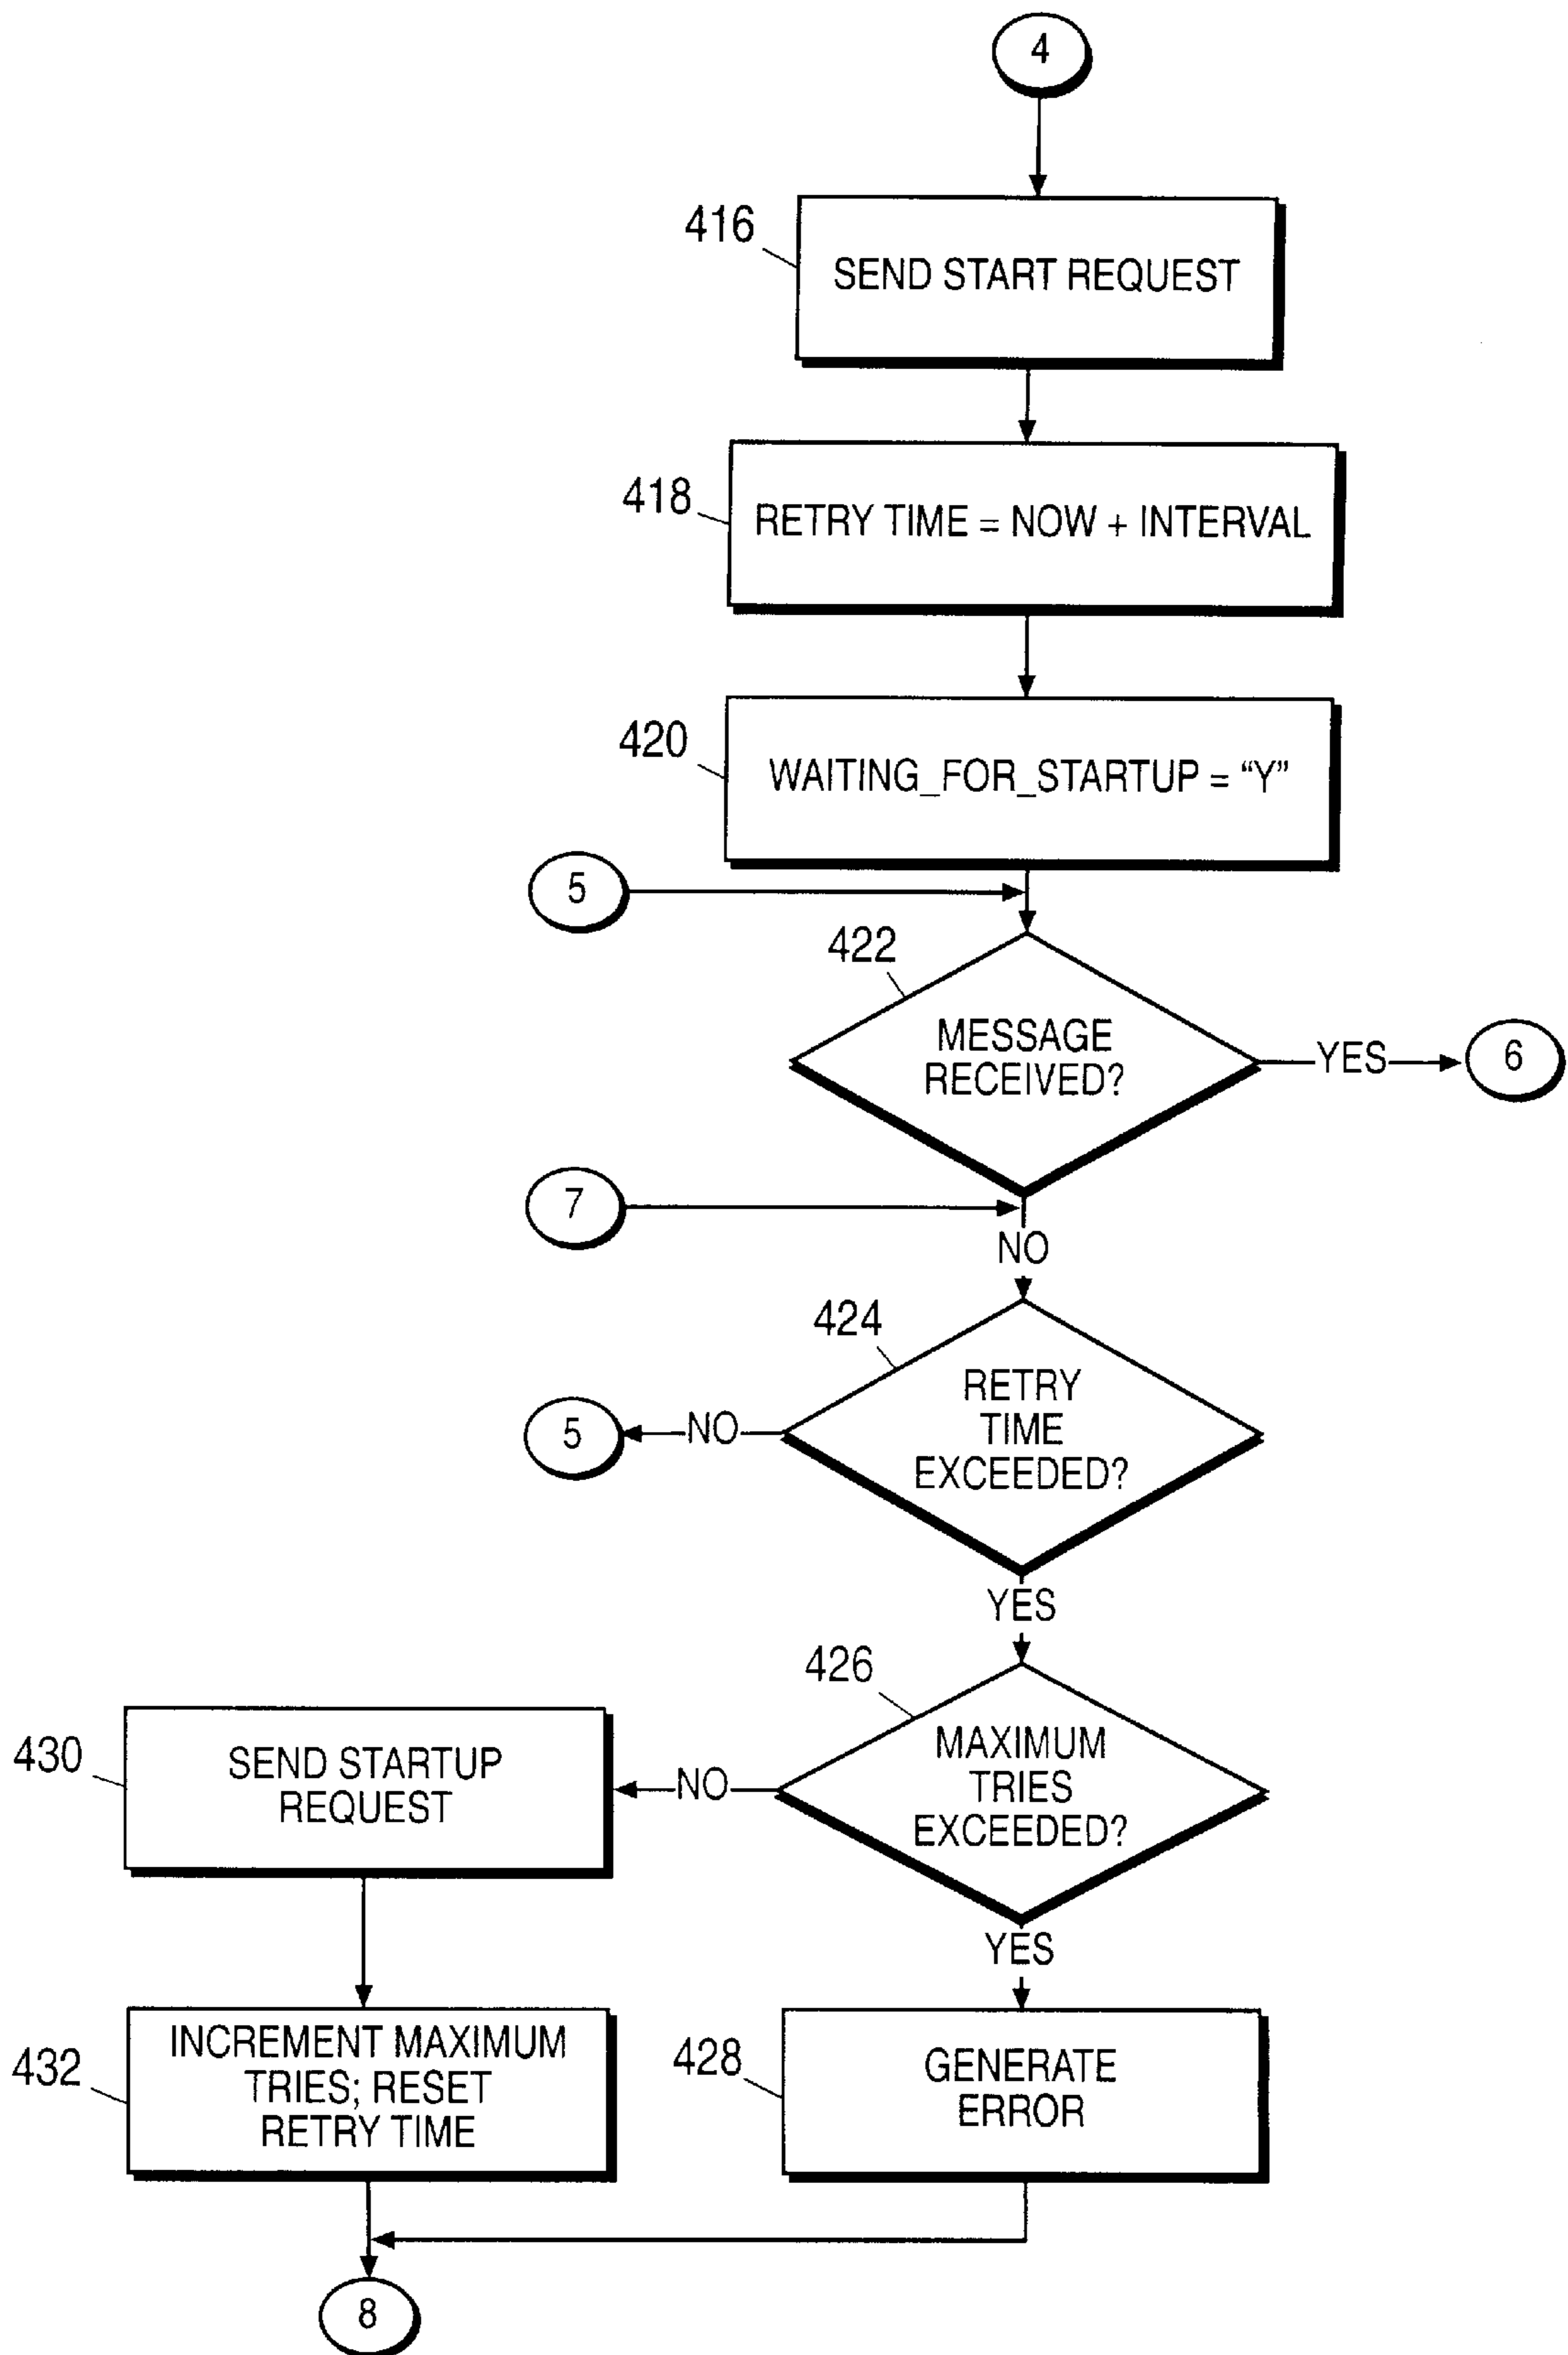 4
416
SEND START REQUEST
418
RETRY TIME = NOW + INTERVAL
420
WAITING_FOR_STARTUP = “Y”
5
422
MESSAGE
RECEIVED?
YES
6
7
NO
424
RETRY
TIME
EXCEEDED?
NO
5
YES
426
MAXIMUM
TRIES
EXCEEDED?
NO
430
SEND STARTUP
REQUEST
YES
432
INCREMENT MAXIMUM
TRIES; RESET
RETRY TIME
428
GENERATE
ERROR
8